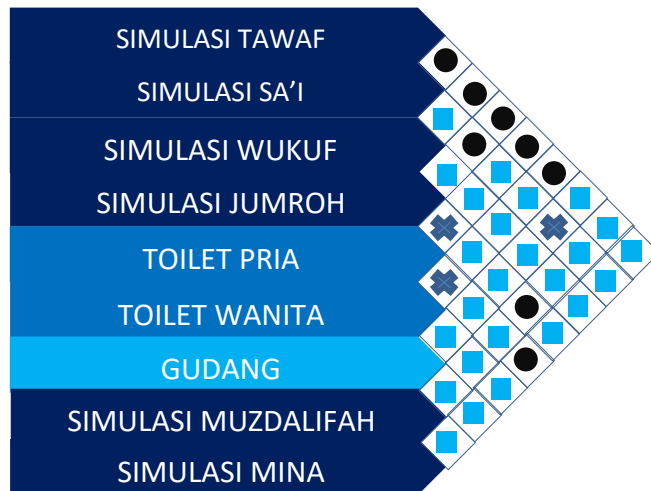 SIMULASI TAWAF
SIMULASI SA’I
SIMULASI WUKUF
SIMULASI JUMROH
TOILET PRIA
TOILET WANITA
GUDANG
SIMULASI MUZDALIFAH
SIMULASI MINA